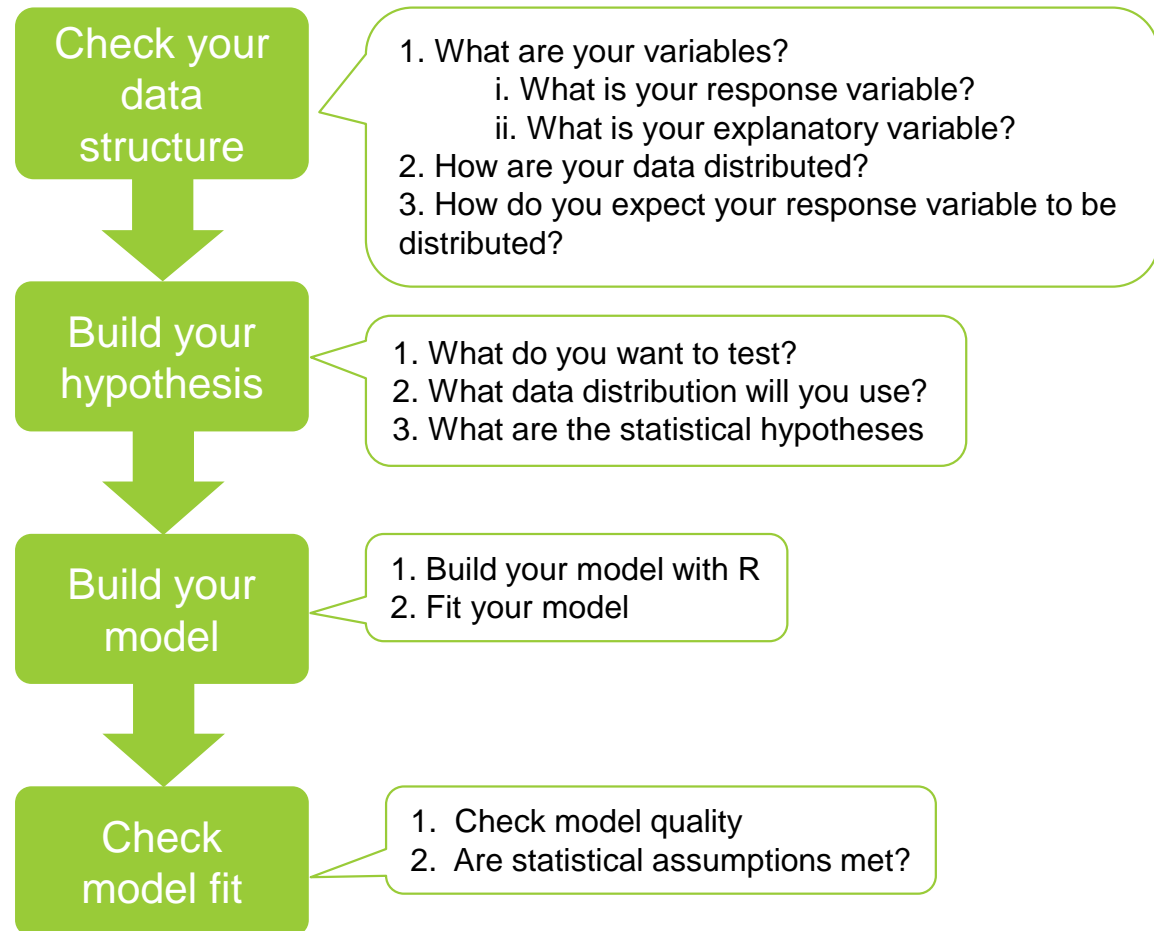 Check your
data
structure
1. What are your variables?
i. What is your response variable?
ii. What is your explanatory variable?
2. How are your data distributed?
3. How do you expect your response variable to be
distributed?
Build your
hypothesis
1. What do you want to test?
2. What data distribution will you use?
3. What are the statistical hypotheses
Build your
model
1. Build your model with R
2. Fit your model
Check
model fit
1. Check model quality
2. Are statistical assumptions met?